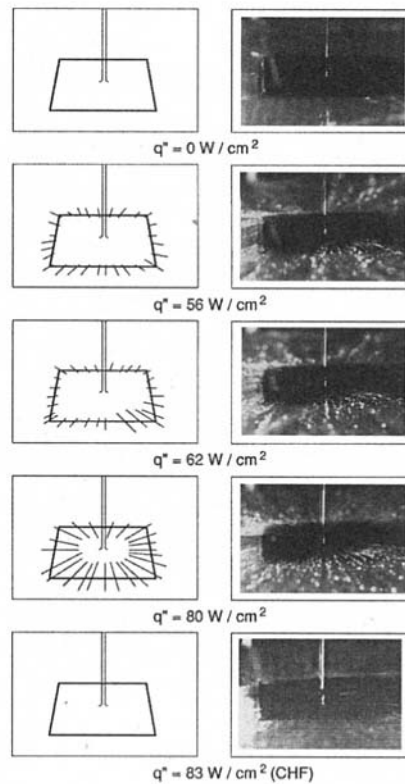 q" = 0 W / cm²
q" = 56 W / cm²
q" = 62 W / cm²
q" = 80 W / cm²
q" = 83 W / cm² (CHF)